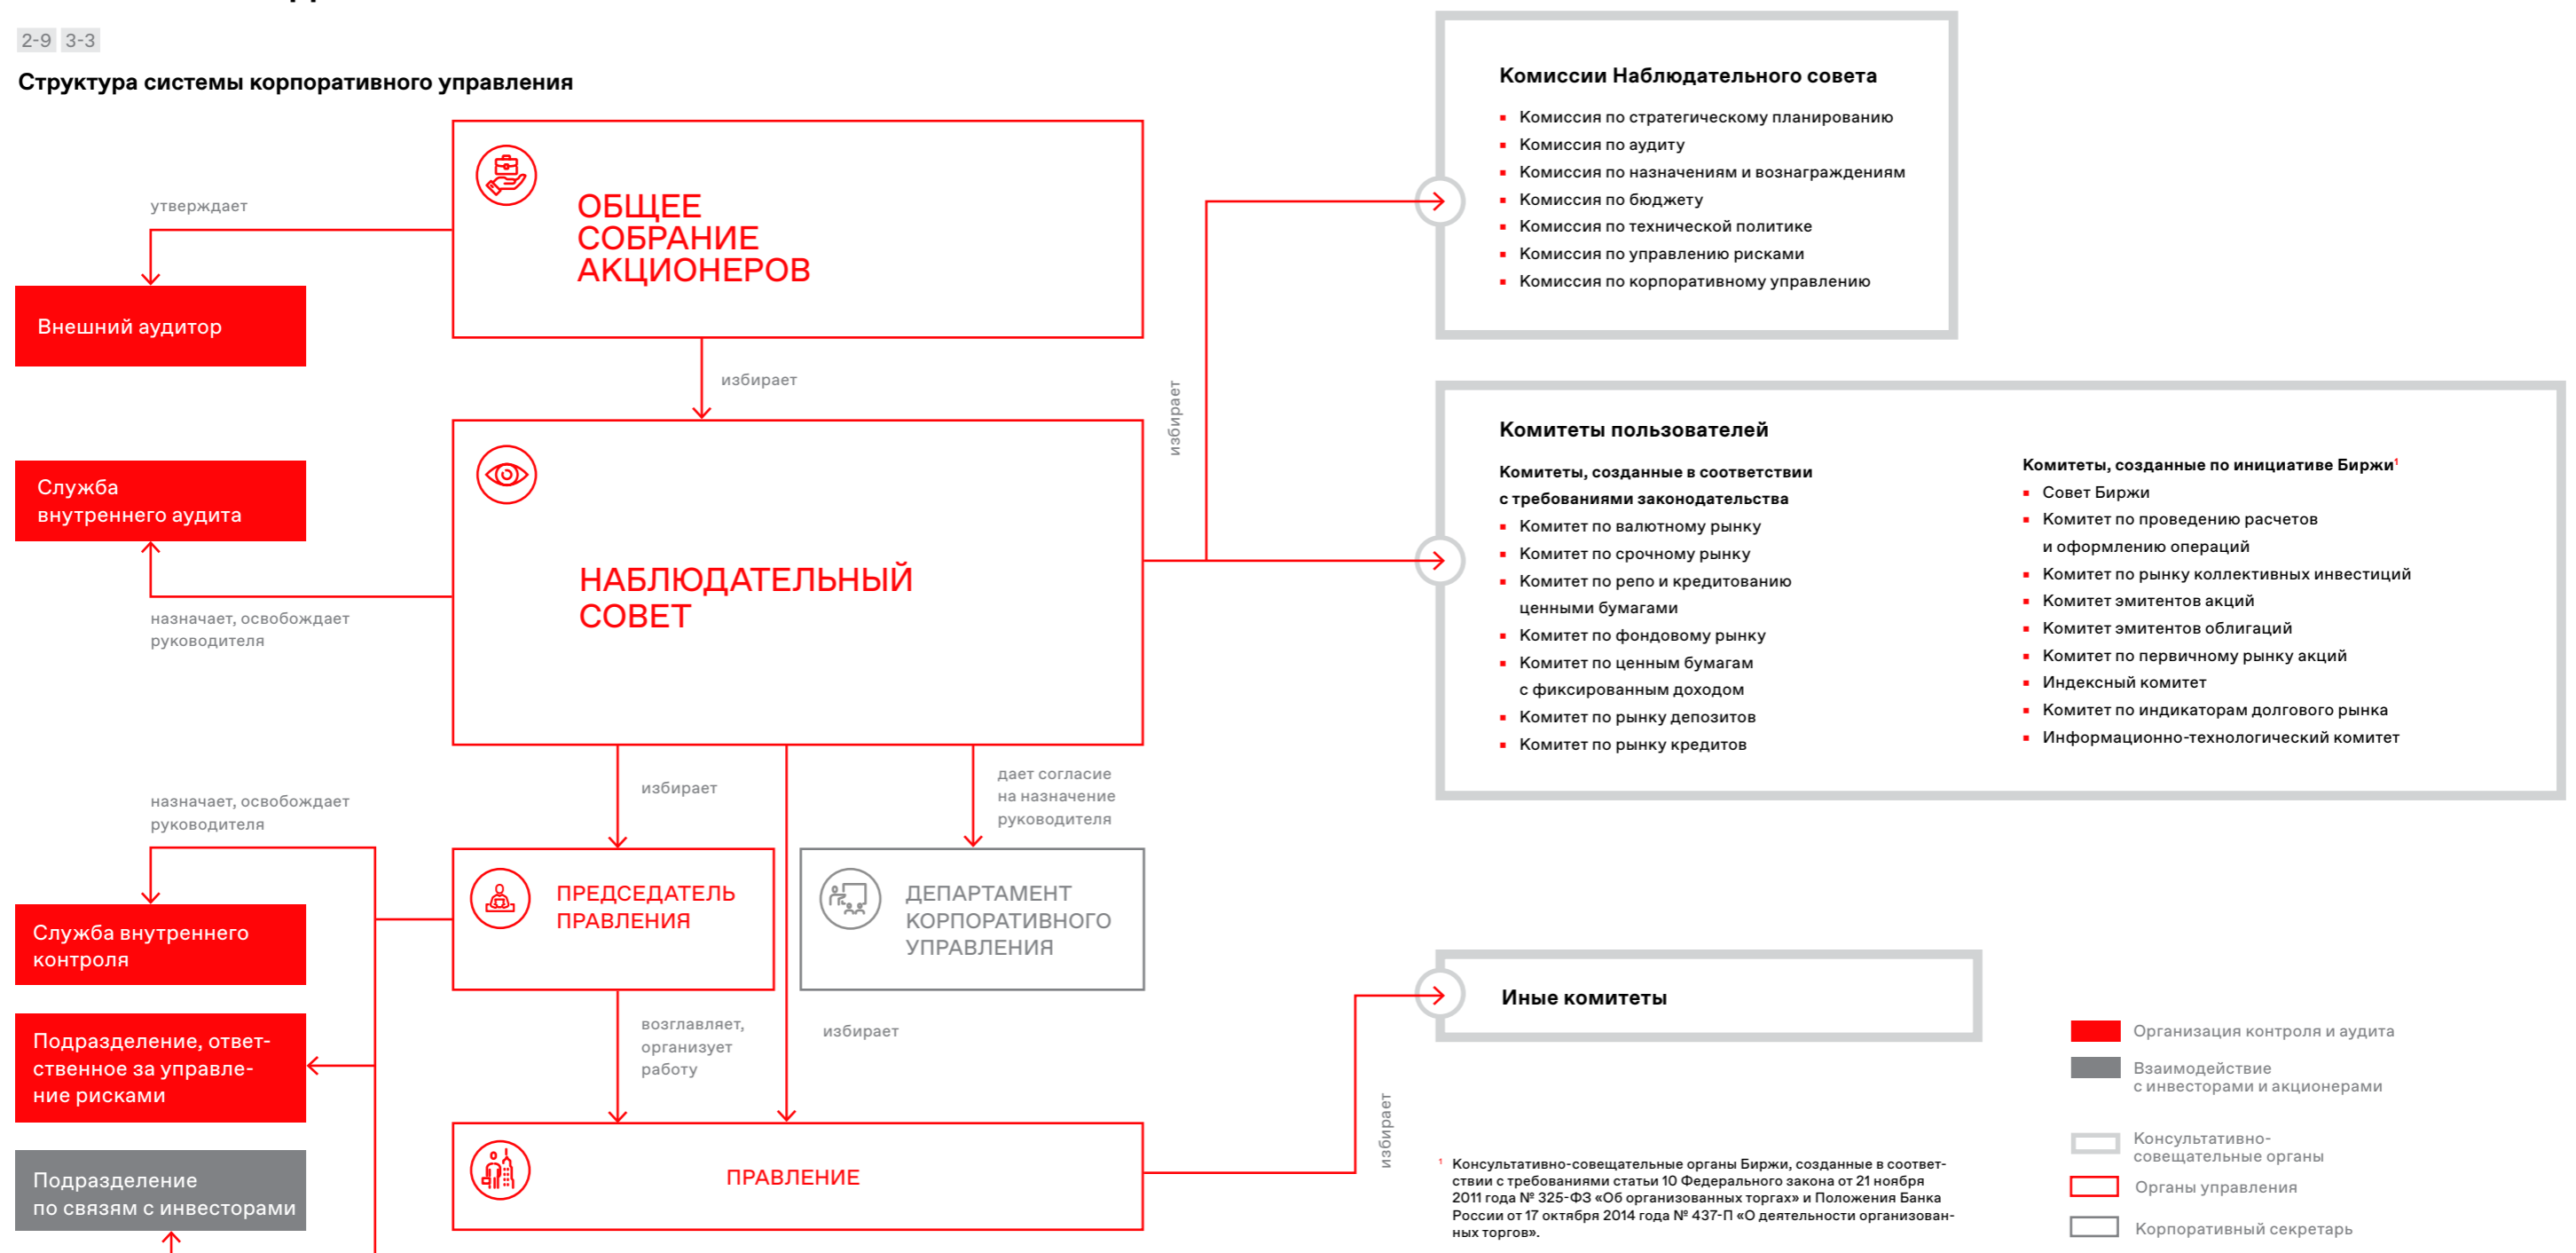 2-9 3-3
Структура системы корпоративного управления
утверждает
ОБЩЕЕ
СОБРАНИЕ
АКЦИОНЕРОВ
Внешний аудитор
избирает
Служба
внутреннего аудита
НАБЛЮДАТЕЛЬНЫЙ
СОВЕТ
назначает, освобождает
руководителя
избирает
Комиссии Наблюдательного совета
Комиссия по стратегическому планированию
Комиссия по аудиту
Комиссия по назначениям и вознаграждениям
Комиссия по бюджету
Комиссия по технической политике
Комиссия по управлению рисками
Комиссия по корпоративному управлению
Комитеты пользователей
Комитеты, созданные в соответствии
с требованиями законодательства
Комитет по валютному рынку
Комитет по срочному рынку
Комитет по репо и кредитованию
ценными бумагами
Комитет по фондовому рынку
Комитет по ценным бумагам
с фиксированным доходом
Комитет по рынку депозитов
Комитет по рынку кредитов
Комитеты, созданные по инициативе Биржи¹
Совет Биржи
Комитет по проведению расчетов
и оформлению операций
Комитет по рынку коллективных инвестиций
Комитет эмитентов акций
Комитет эмитентов облигаций
Комитет по первичному рынку акций
Индексный комитет
Комитет по индикаторам долгового рынка
Информационно-технологический комитет
избирает
дает согласие
на назначение
руководителя
назначает, освобождает
руководителя
ПРЕДСЕДАТЕЛЬ
ПРАВЛЕНИЯ
ДЕПАРТАМЕНТ
КОРПОРАТИВНОГО
УПРАВЛЕНИЯ
Служба внутреннего
контроля
Подразделение, ответ-
ственное за управле-
ние рисками
возглавляет,
организует
работу
избирает
Подразделение
по связям с инвесторами
ПРАВЛЕНИЕ
избирает
Иные комитеты
¹ Консультативно-совещательные органы Биржи, созданные в соответ-
ствии с требованиями статьи 10 Федерального закона от 21 ноября
2011 года № 325-ФЗ «Об организованных торгах» и Положения Банка
России от 17 октября 2014 года № 437-П «О деятельности организован-
ных торгов».
Организация контроля и аудита
Взаимодействие
с инвесторами и акционерами
Консультативно-
совещательные органы
Органы управления
Корпоративный секретарь